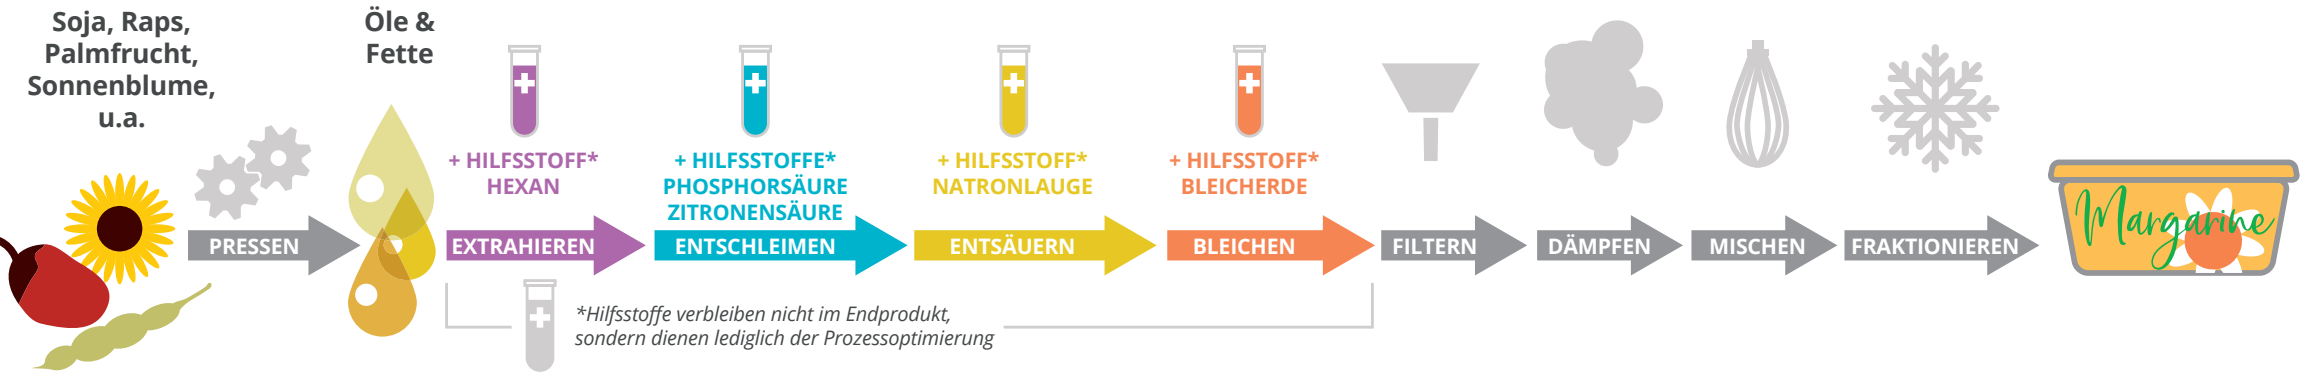 Soja, Raps,
Palmfrucht,
Sonnenblume,
u.a.
Öle &
Fette
+ HILFSSTOFF*
HEXAN
+ HILFSSTOFFE*
PHOSPHORSÄURE
ZITRONENSÄURE
+ HILFSSTOFF*
NATRONLAUGE
+ HILFSSTOFF*
BLEICHERDE
PRESSEN
EXTRAHIEREN
ENTSCHLEIMEN
ENTSÄUERN
BLEICHEN
FILTERN
DÄMPFEN
MISCHEN
FRAKTIONIEREN
Margarine
*Hilfsstoffe verbleiben nicht im Endprodukt,
sondern dienen lediglich der Prozessoptimierung